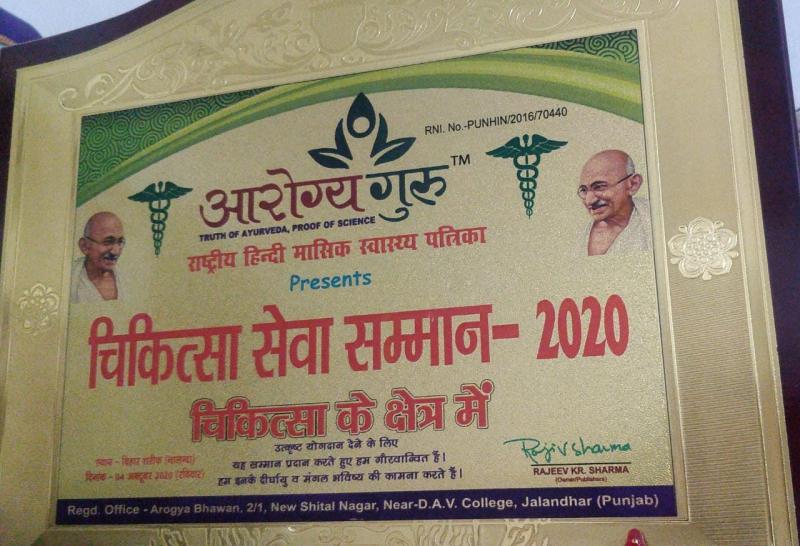 RNI. No.-PUNHIN/2016/70440
आरोग्य गुरु TM
TRUTH OF AYURVEDA, PROOF OF SCIENCE
राष्ट्रीय हिन्दी मासिक स्वास्थ्य पत्रिका
Presents
चिकित्सा सेवा सम्मान- 2020
चिकित्सा के क्षेत्र में
उत्कृष्ट योगदान देने के लिए
यह सम्मान प्रदान करते हुए हम गौरवान्वित हैं।
हम इनके दीर्घायु व मंगल भविष्य की कामना करते हैं।
स्थान - बिहार शरीफ (नालन्दा)
दिनांक - 04 अक्टूबर 2020 (रविवार)
Rajiv Sharma
RAJEEV KR. SHARMA
(Owner/Publishers)
Regd. Office - Arogya Bhawan, 2/1, New Shital Nagar, Near-D.A.V. College, Jalandhar (Punjab)